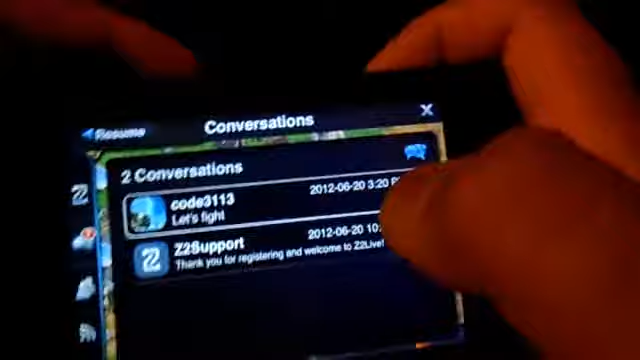 Resume
Conversations
X
2 Conversations
code3113
2012-06-20 3:20
Let's fight
Z2Support
2012-06-20
Thank you for registering and welcome to Z2Live!